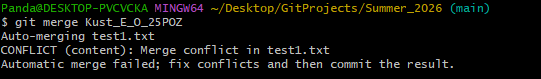 Panda@DESKTOP-PVCVCKA MINGW64 ~/Desktop/GitProjects/Summer_2026 (main)
$ git merge Kust_E_O_25POZ
Auto-merging test1.txt
CONFLICT (content): Merge conflict in test1.txt
Automatic merge failed; fix conflicts and then commit the result.